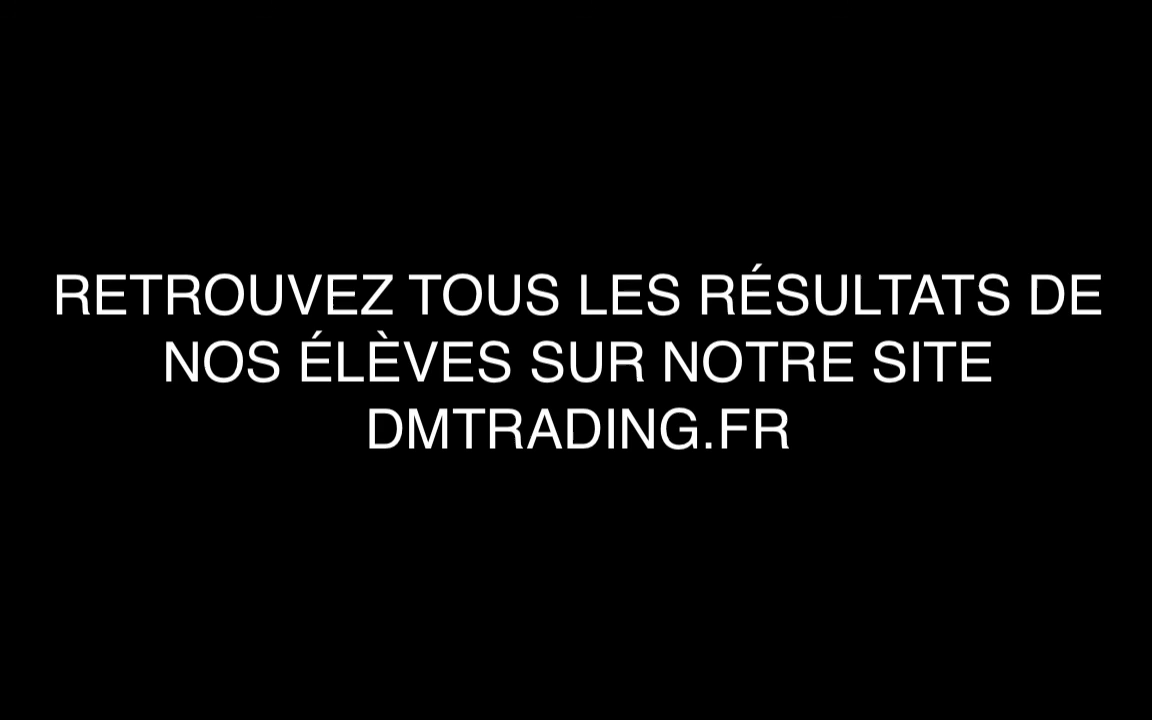 RETROUVEZ TOUS LES RÉSULTATS DE
NOS ÉLÈVES SUR NOTRE SITE
DMTRADING.FR